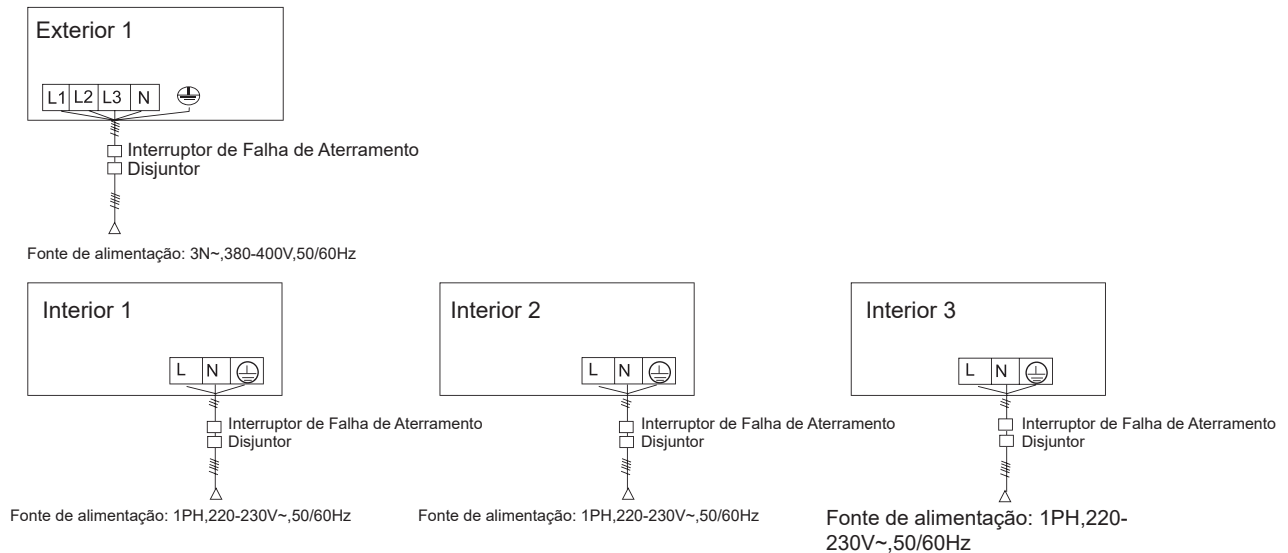 Exterior 1
L1 L2 L3 N
Interruptor de Falha de Aterramento
Disjuntor
Fonte de alimentação: 3N~,380-400V,50/60Hz
Interior 1
L N
Interruptor de Falha de Aterramento
Disjuntor
Fonte de alimentação: 1PH,220-230V~,50/60Hz
Interior 2
L N
Interruptor de Falha de Aterramento
Disjuntor
Fonte de alimentação: 1PH,220-230V~,50/60Hz
Interior 3
L N
Interruptor de Falha de Aterramento
Disjuntor
Fonte de alimentação: 1PH,220-
230V~,50/60Hz